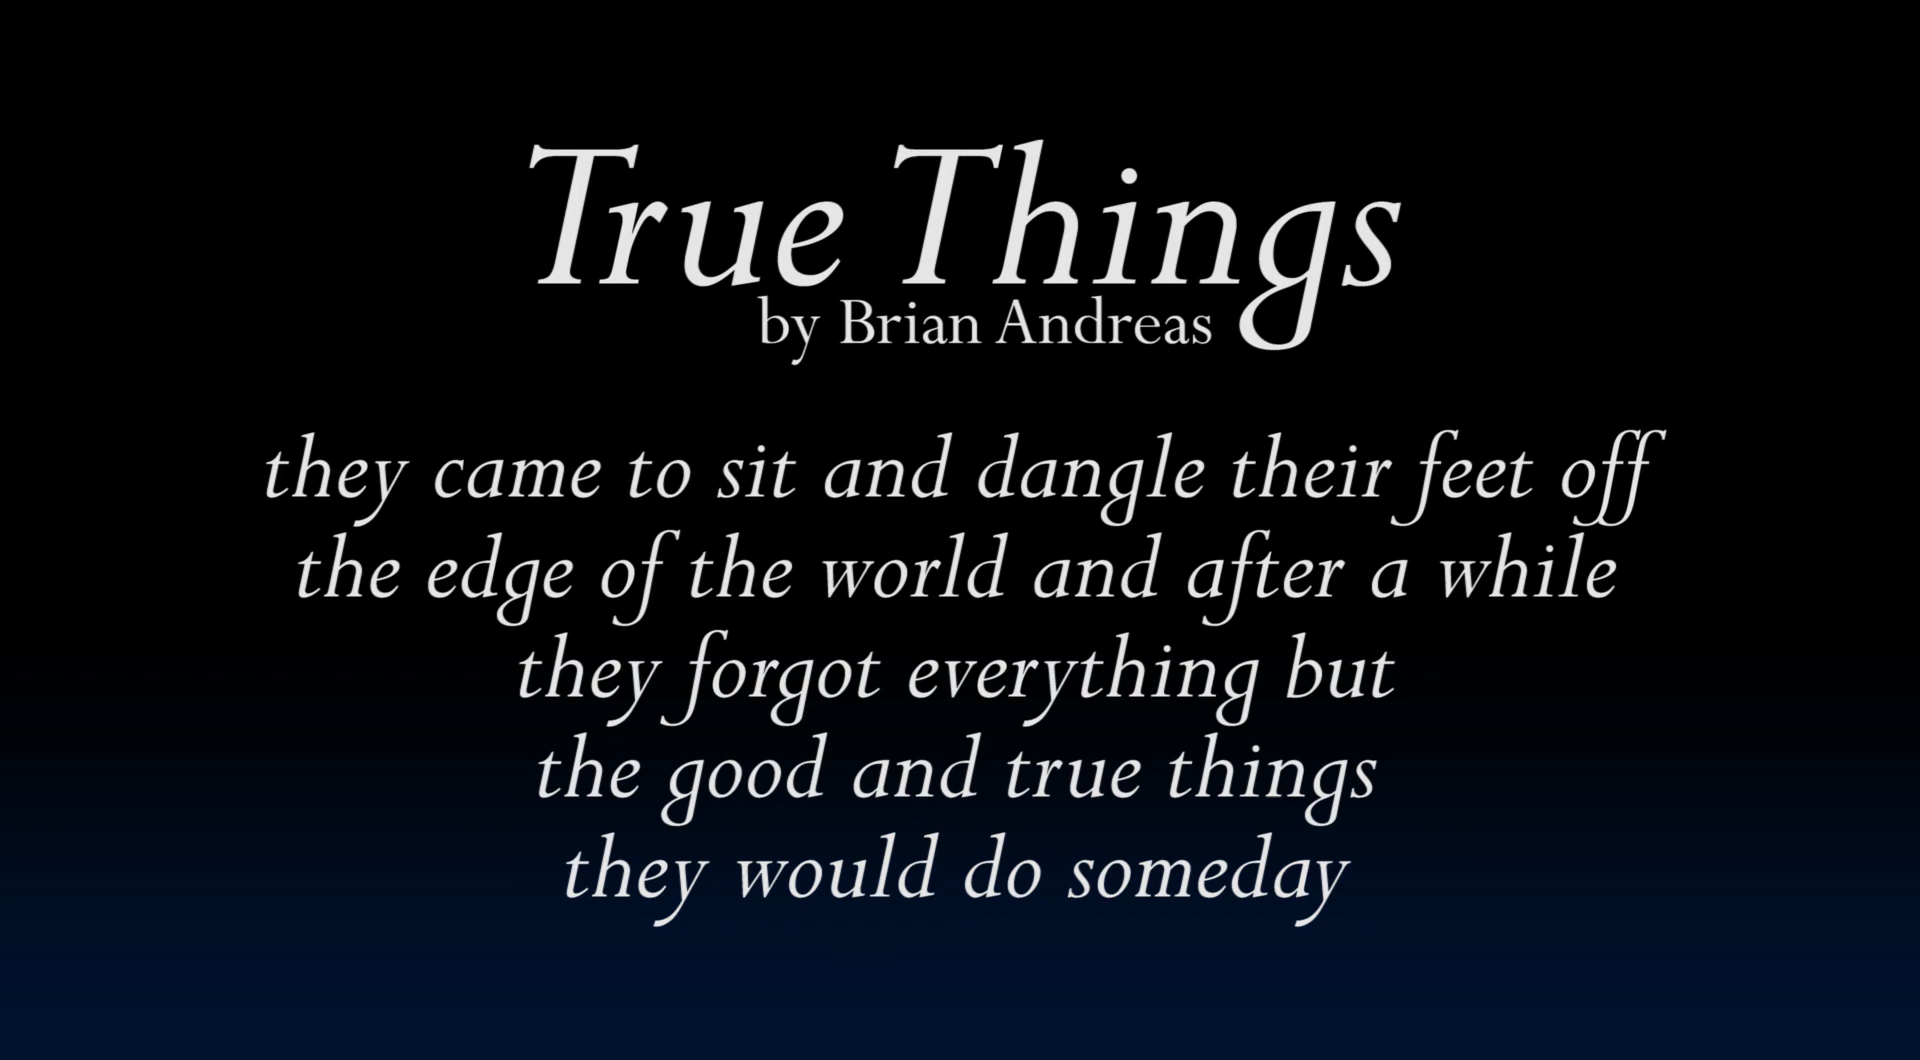 True Things
by Brian Andreas
they came to sit and dangle their feet off
the edge of the world and after a while
they forgot everything but
the good and true things
they would do someday